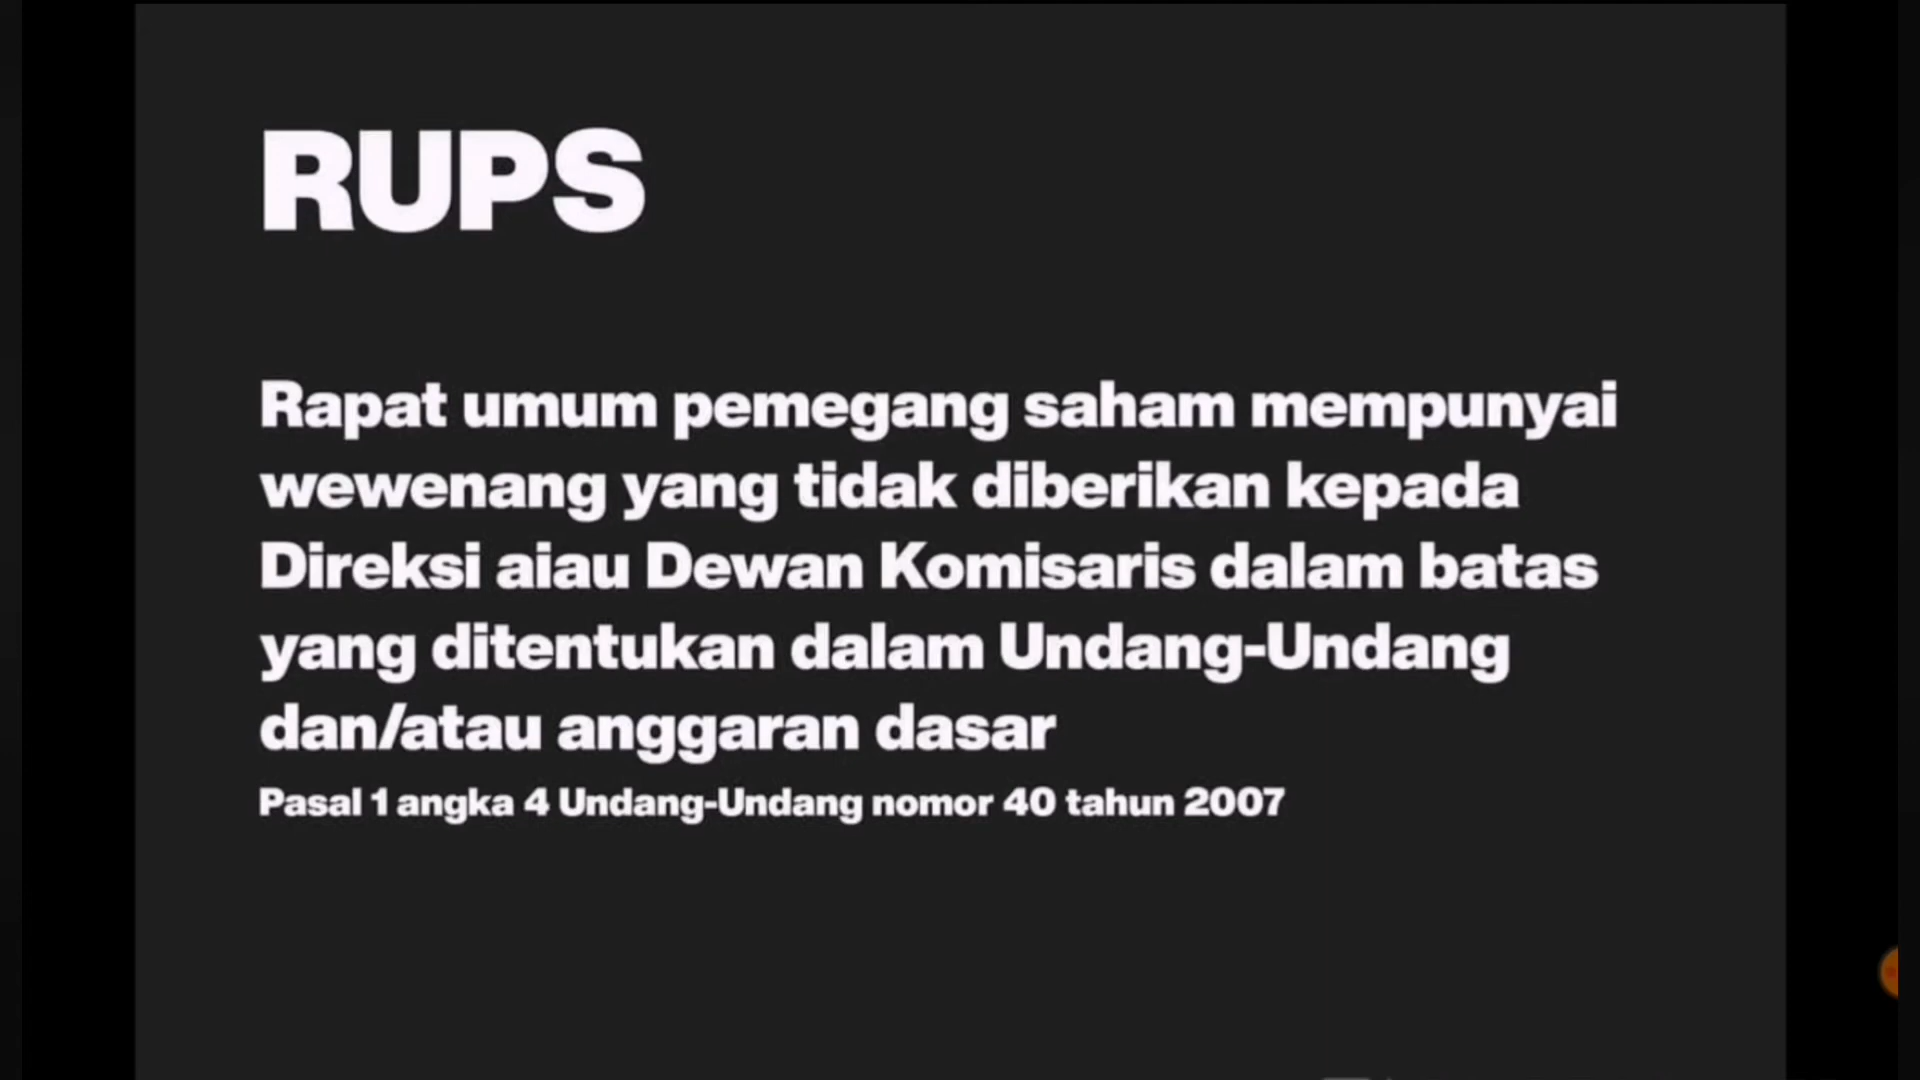 RUPS
Rapat umum pemegang saham mempunyai
wewenang yang tidak diberikan kepada
Direksi aiau Dewan Komisaris dalam batas
yang ditentukan dalam Undang-Undang
dan/atau anggaran dasar
Pasal 1 angka 4 Undang-Undang nomor 40 tahun 2007